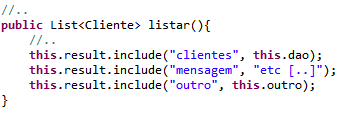 //..
public List<Cliente> listar(){
//..
this.result.include("clientes", this.dao);
this.result.include("mensagem", "etc [..]");
this.result.include("outro", this.outro);
}